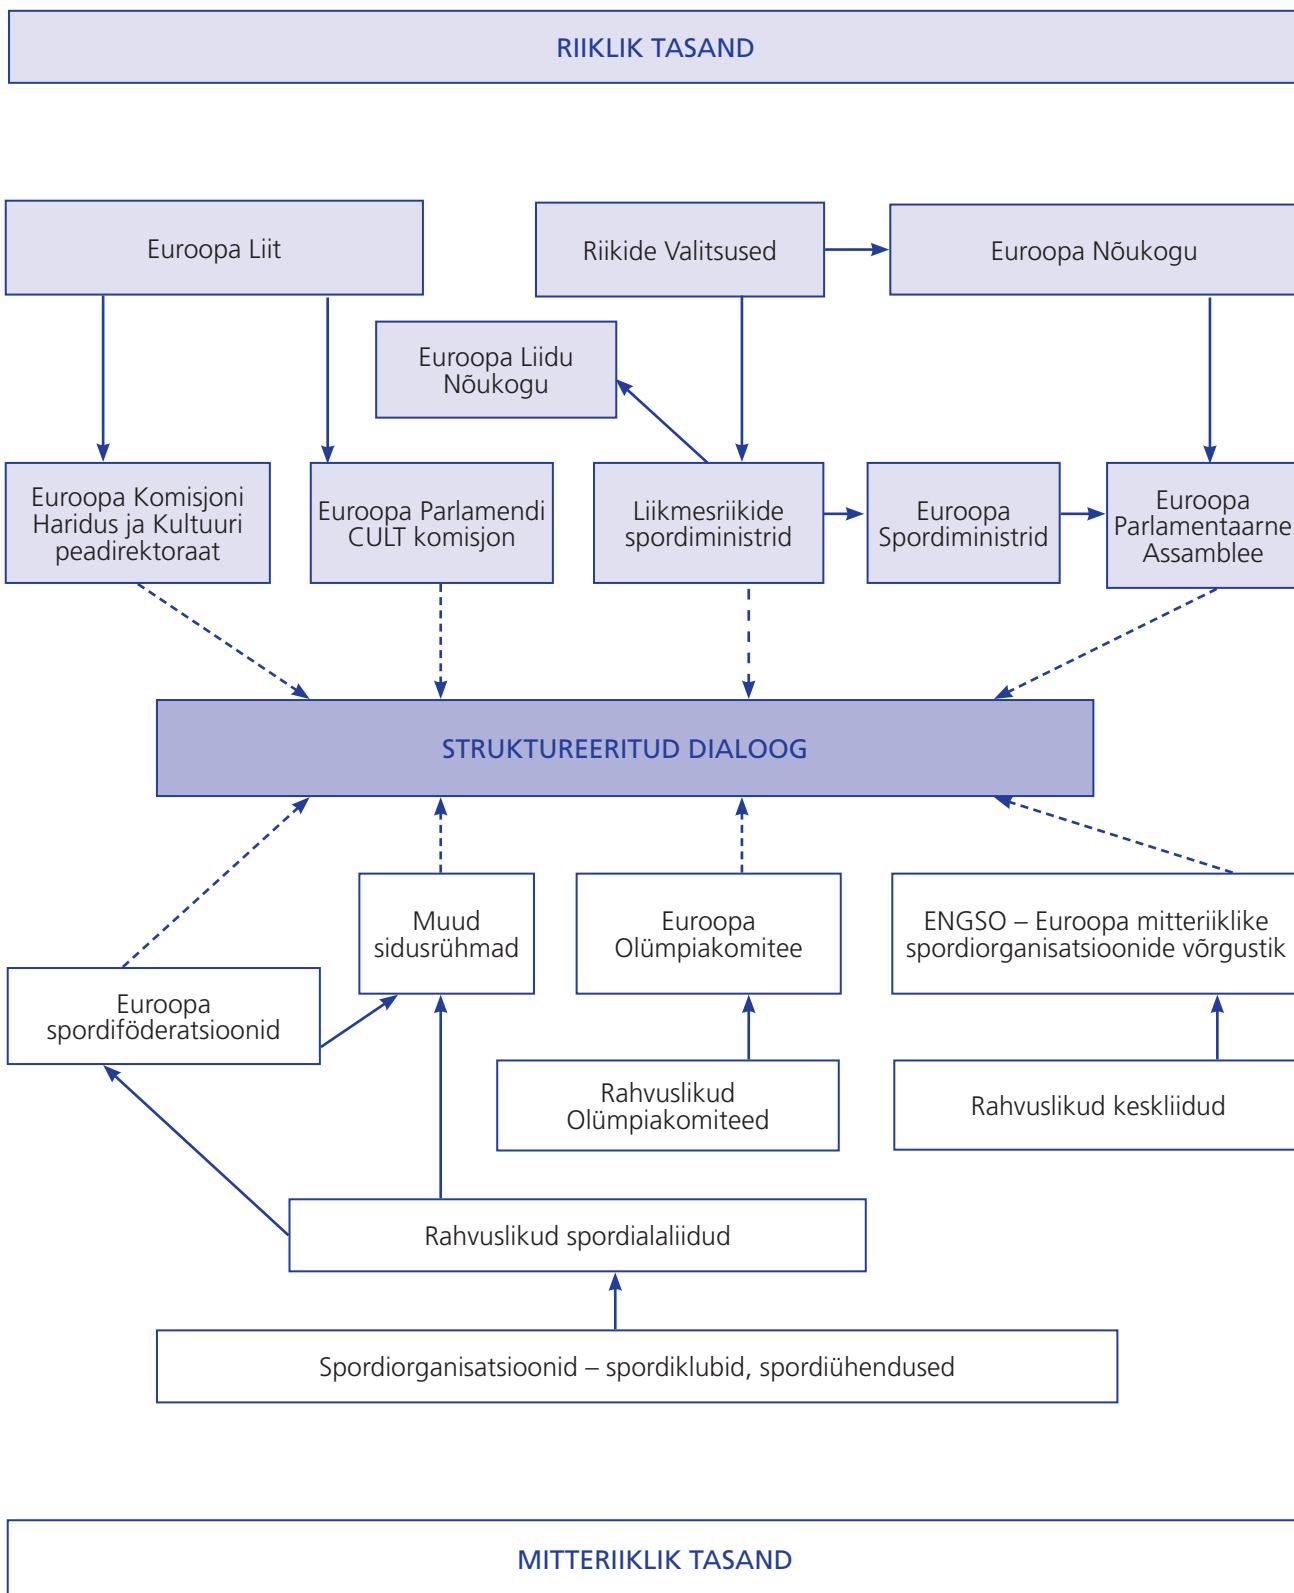 RIIKLIK TASAND
Euroopa Liit
Riikide Valitsused
Euroopa Nõukogu
Euroopa Liidu
Nõukogu
Euroopa Komisjoni
Haridus ja Kultuuri
peadirektoraat
Euroopa Parlamendi
CULT komisjon
Liikmesriikide
spordiministrid
Euroopa
Spordiministrid
Euroopa
Parlamentaarne
Assamblee
STRUKTUREERITUD DIALOOG
Muud
sidusrühmad
Euroopa
Olümpiakomitee
ENGSO – Euroopa mitteriiklike
spordiorganisatsioonide võrgustik
Euroopa
spordiföderatsioonid
Rahvuslikud
Olümpiakomiteed
Rahvuslikud keskliidud
Rahvuslikud spordialaliidud
Spordiorganisatsioonid – spordiklubid, spordiühendused
MITTERIIKLIK TASAND